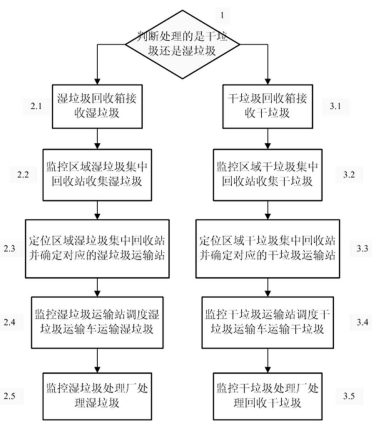 1
判断处理的是干垃
圾还是湿垃圾
2.1
湿垃圾回收箱接
收湿垃圾
干垃圾回收箱接
收干垃圾
3.1
2.2
监控区域湿垃圾集中
回收站收集湿垃圾
监控区域干垃圾集中
回收站收集干垃圾
3.2
2.3
定位区域湿垃圾集中回收站
并确定对应的湿垃圾运输站
定位区域干垃圾集中回收站
并确定对应的干垃圾运输站
3.3
2.4
监控湿垃圾运输站调度湿
垃圾运输车运输湿垃圾
监控干垃圾运输站调度干
垃圾运输车运输干垃圾
3.4
2.5
监控湿垃圾处理厂处
理湿垃圾
监控干垃圾处理厂处
理回收干垃圾
3.5